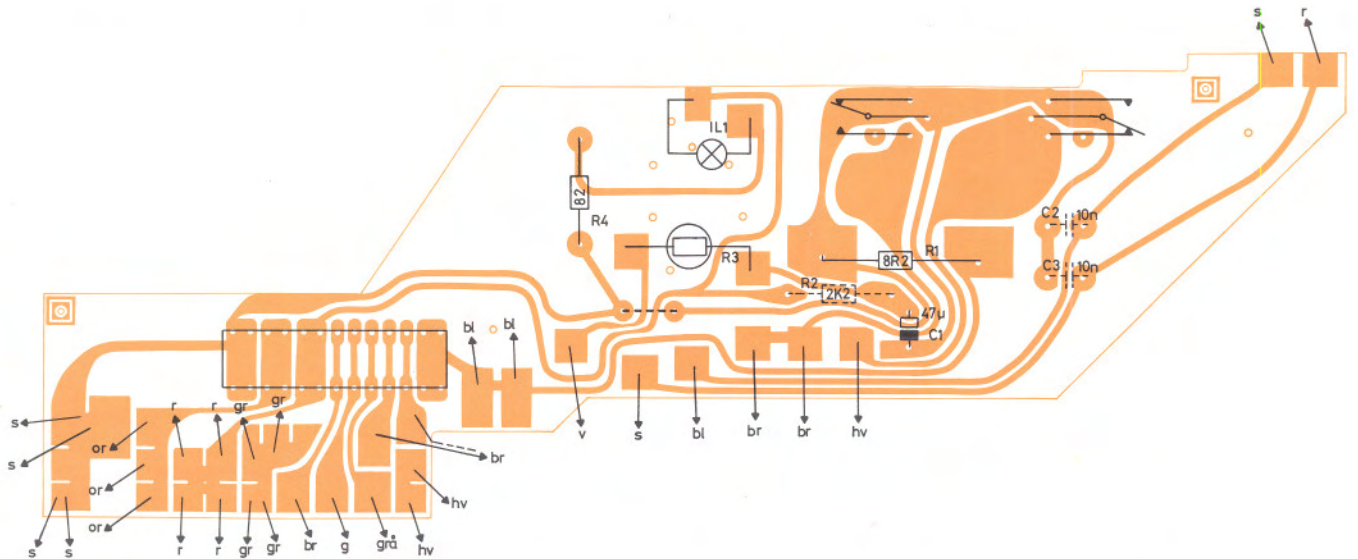 s r
IL1
82
R4
R3
C2 10n
8R2 R1
C3 10n
R2
2K2
47µ
C1
bl bl
r r gr gr
s
or
v s bl br br hv
s
br
or
hv
or
s s r r gr gr br g grå hv